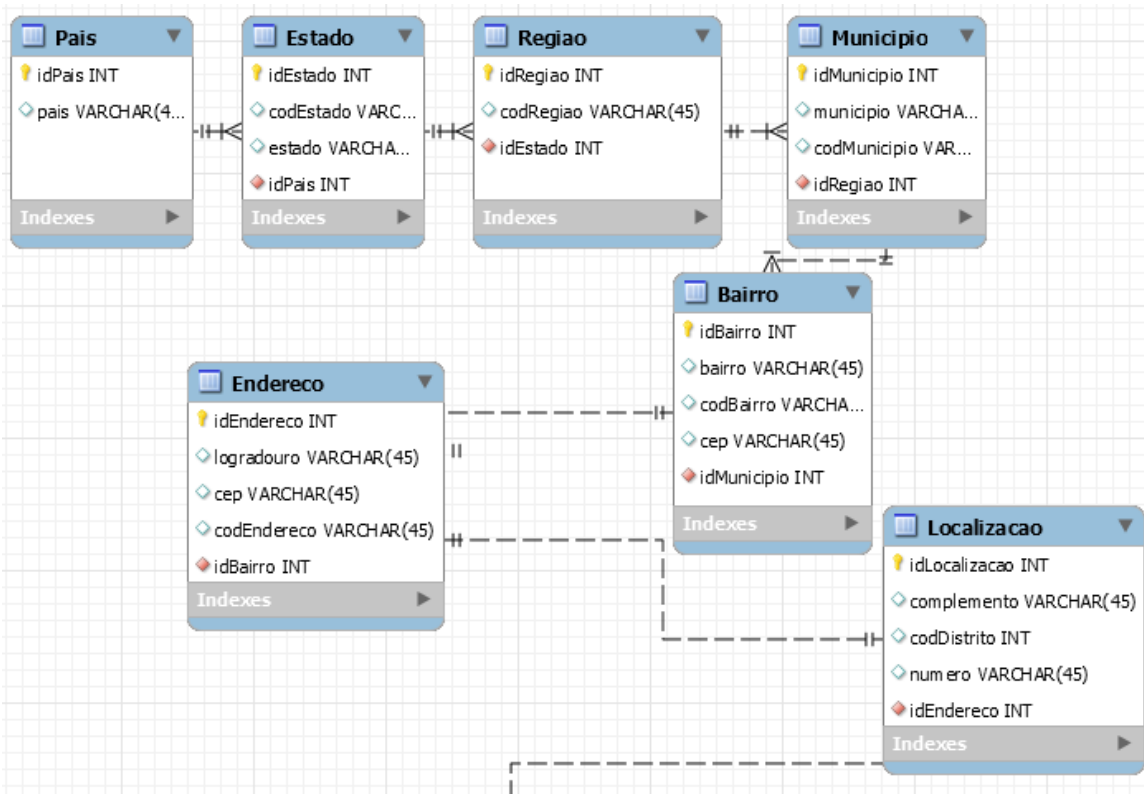 Pais
idPais INT
pais VARCHAR(4...
Indexes
Estado
idEstado INT
codEstado VARC...
estado VARCHA...
idPais INT
Indexes
Regiao
idRegiao INT
codRegiao VARCHAR(45)
idEstado INT
Indexes
Municipio
idMunicipio INT
municipio VARCHA...
codMunicipio VAR...
idRegiao INT
Indexes
Bairro
idBairro INT
bairro VARCHAR(45)
codBairro VARCHA...
cep VARCHAR(45)
idMunicipio INT
Indexes
Endereco
idEndereco INT
logradouro VARCHAR(45)
cep VARCHAR(45)
codEndereco VARCHAR(45)
idBairro INT
Indexes
Localizacao
idLocalizacao INT
complemento VARCHAR(45)
codDistrito INT
numero VARCHAR(45)
idEndereco INT
Indexes